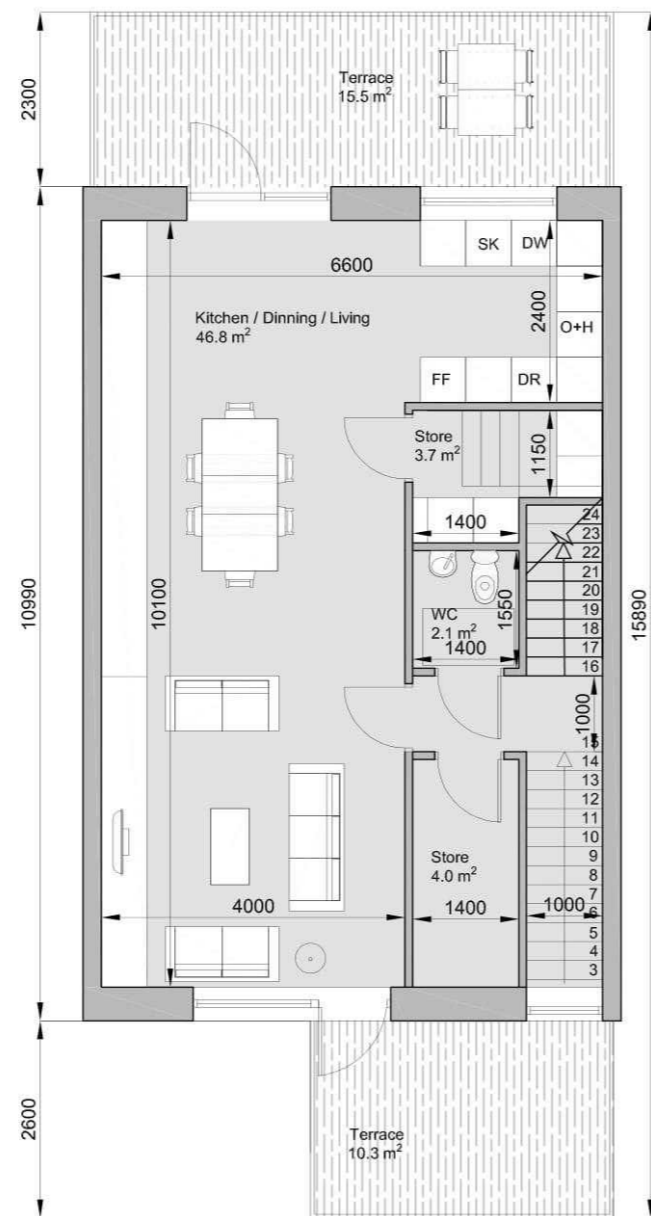 2300
Terrace
15.5 m²
SK
DW
6600
Kitchen / Dinning / Living
46.8 m²
2400
O+H
FF
DR
Store
3.7 m²
1150
1400
24
23
22
21
20
19
18
17
16
WC
2.1 m²
1550
1400
10990
10100
15890
1000
15
14
13
12
11
10
9
8
7
6
5
4
3
Store
4.0 m²
4000
1400
1000
2600
Terrace
10.3 m²